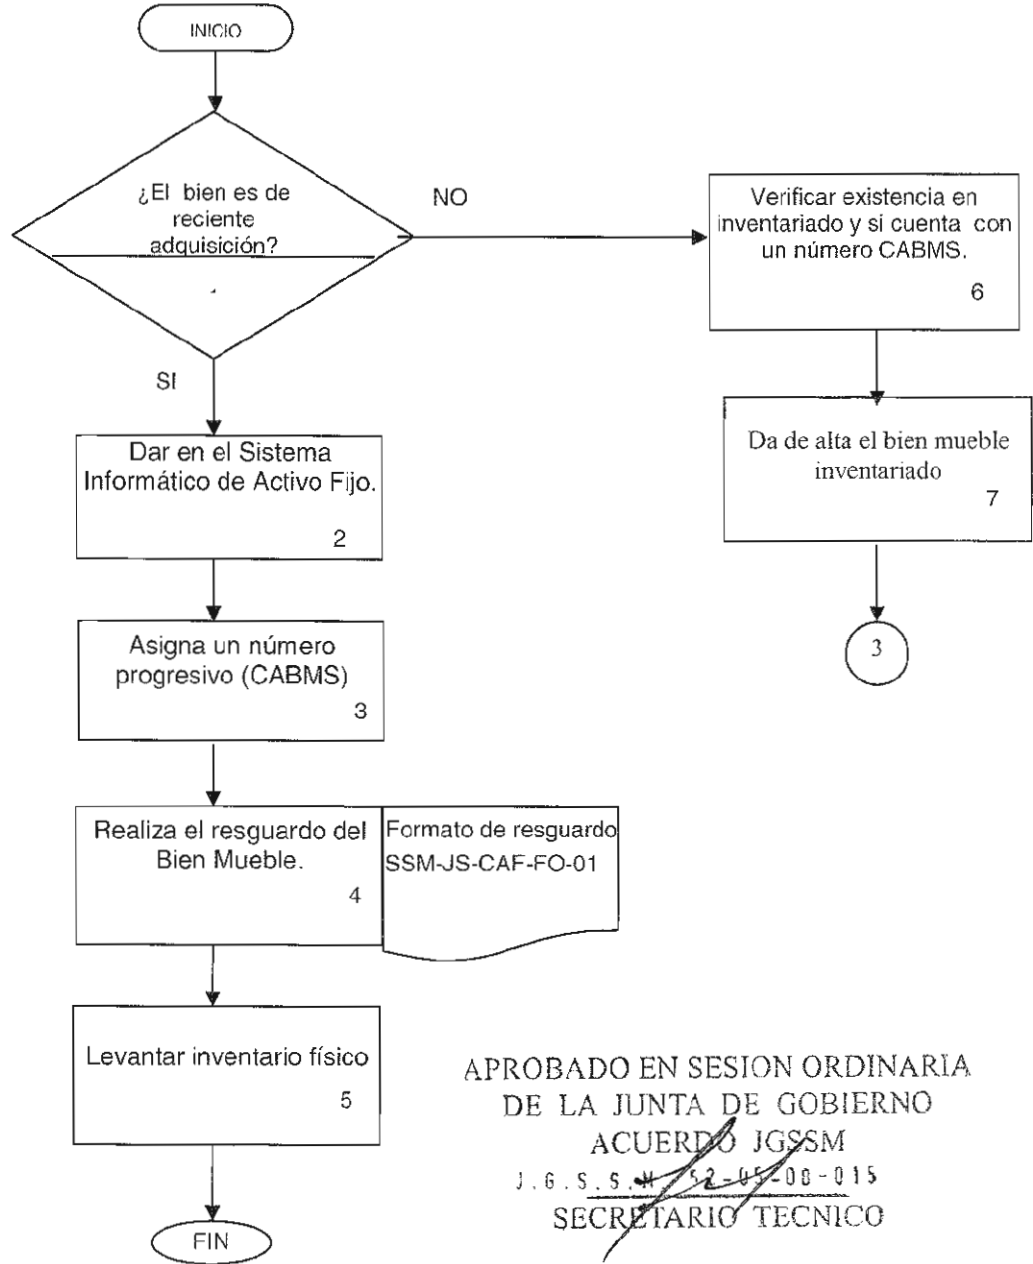 INICIO
¿El bien es de
reciente
adquisición?
NO
SI
Dar en el Sistema
Informático de Activo Fijo.
2
Asigna un número
progresivo (CABMS)
3
Realiza el resguardo del
Bien Mueble.
4
Formato de resguardo
SSM-JS-CAF-FO-01
Levantar inventario físico
5
FIN
Verificar existencia en
inventariado y si cuenta con
un número CABMS.
6
Da de alta el bien mueble
inventariado
7
3
APROBADO EN SESION ORDINARIA
DE LA JUNTA DE GOBIERNO
ACUERDO JGSSM
J.G.S.S.M. 52-05-08-015
SECRETARIO TECNICO